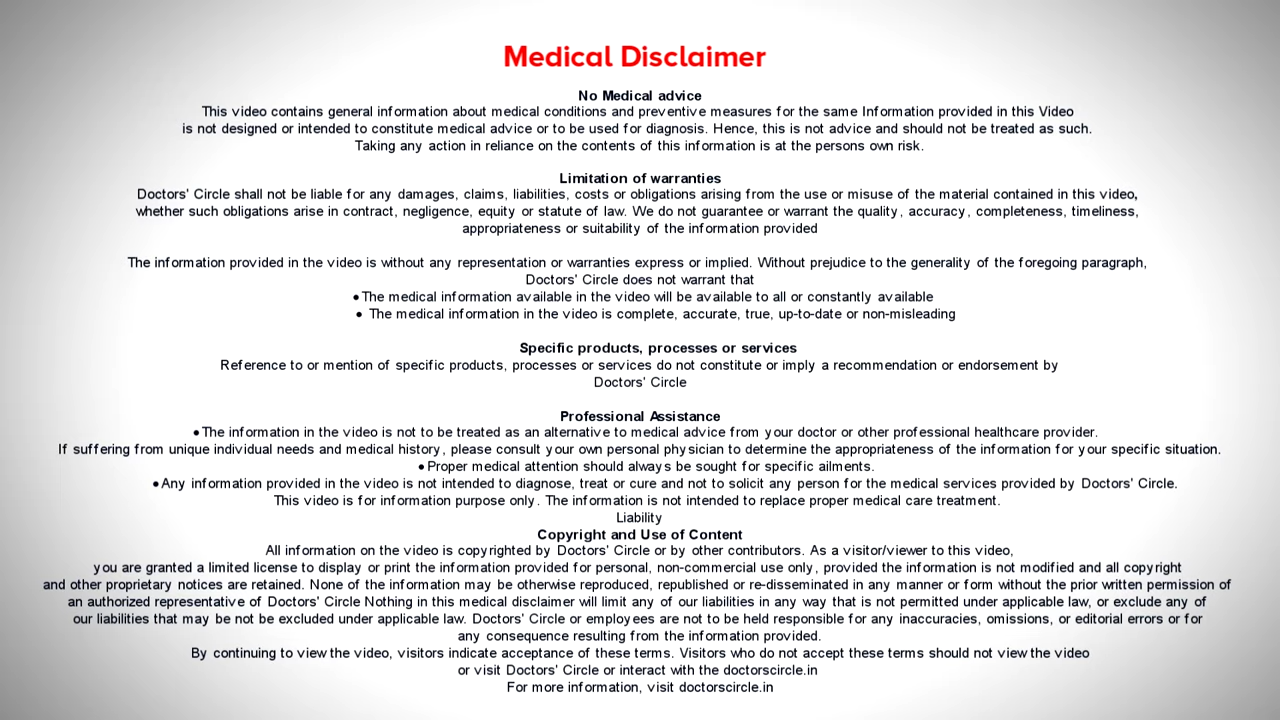 Medical Disclaimer
No Medical advice
This video contains general information about medical conditions and preventive measures for the same Information provided in this Video
is not designed or intended to constitute medical advice or to be used for diagnosis. Hence, this is not advice and should not be treated as such.
Taking any action in reliance on the contents of this information is at the persons own risk.
Limitation of warranties
Doctors' Circle shall not be liable for any damages, claims, liabilities, costs or obligations arising from the use or misuse of the material contained in this video,
whether such obligations arise in contract, negligence, equity or statute of law. We do not guarantee or warrant the quality, accuracy, completeness, timeliness,
appropriateness or suitability of the information provided
The information provided in the video is without any representation or warranties express or implied. Without prejudice to the generality of the foregoing paragraph,
Doctors' Circle does not warrant that
•The medical information available in the video will be available to all or constantly available
• The medical information in the video is complete, accurate, true, up-to-date or non-misleading
Specific products, processes or services
Reference to or mention of specific products, processes or services do not constitute or imply a recommendation or endorsement by
Doctors' Circle
Professional Assistance
•The information in the video is not to be treated as an alternative to medical advice from your doctor or other professional healthcare provider.
If suffering from unique individual needs and medical history, please consult your own personal physician to determine the appropriateness of the information for your specific situation.
•Proper medical attention should always be sought for specific ailments.
•Any information provided in the video is not intended to diagnose, treat or cure and not to solicit any person for the medical services provided by Doctors' Circle.
This video is for information purpose only. The information is not intended to replace proper medical care treatment.
Liability
Copyright and Use of Content
All information on the video is copyrighted by Doctors' Circle or by other contributors. As a visitor/viewer to this video,
you are granted a limited license to display or print the information provided for personal, non-commercial use only, provided the information is not modified and all copyright
and other proprietary notices are retained. None of the information may be otherwise reproduced, republished or re-disseminated in any manner or form without the prior written permission of
an authorized representative of Doctors' Circle Nothing in this medical disclaimer will limit any of our liabilities in any way that is not permitted under applicable law, or exclude any of
our liabilities that may be not be excluded under applicable law. Doctors' Circle or employees are not to be held responsible for any inaccuracies, omissions, or editorial errors or for
any consequence resulting from the information provided.
By continuing to view the video, visitors indicate acceptance of these terms. Visitors who do not accept these terms should not view the video
or visit Doctors' Circle or interact with the doctorscircle.in
For more information, visit doctorscircle.in